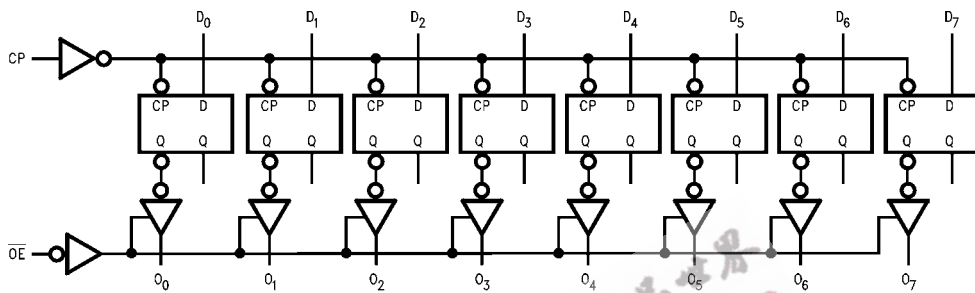 D0 D1 D2 D3 D4 D5 D6 D7
CP
CP D CP D CP D CP D CP D CP D CP D CP D
Q Q Q Q Q Q Q Q Q Q Q Q Q Q Q Q
O̅E̅
O0 O1 O2 O3 O4 O5 O6 O7